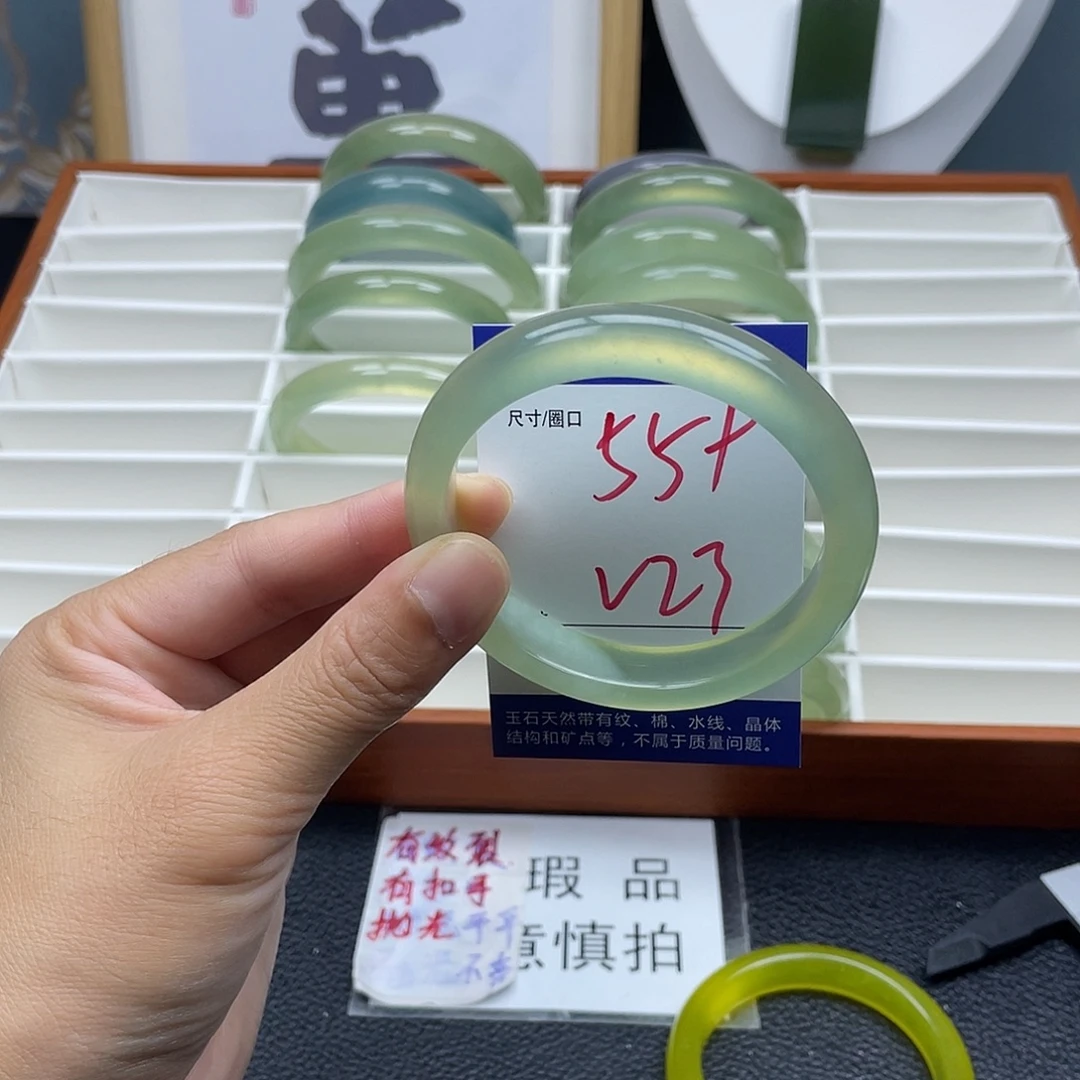 尺寸/圈口
55+
V23
玉石天然带有纹、棉、水线、晶体
结构和矿点等，不属于质量问题。
有纹裂
有扣手
抛光
瑕品
意慎拍